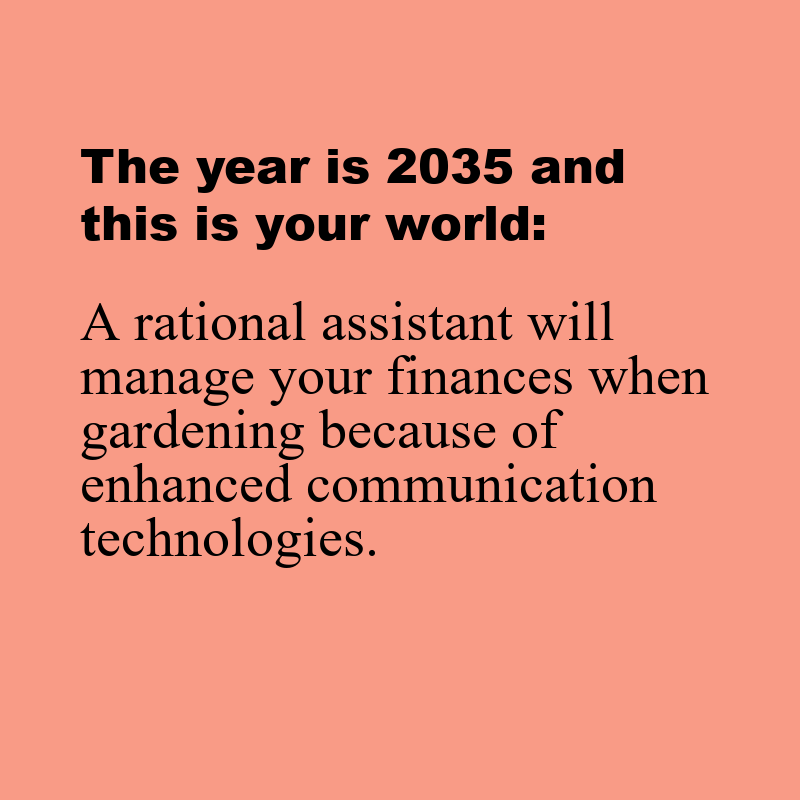 The year is 2035 and
this is your world:
A rational assistant will
manage your finances when
gardening because of
enhanced communication
technologies.